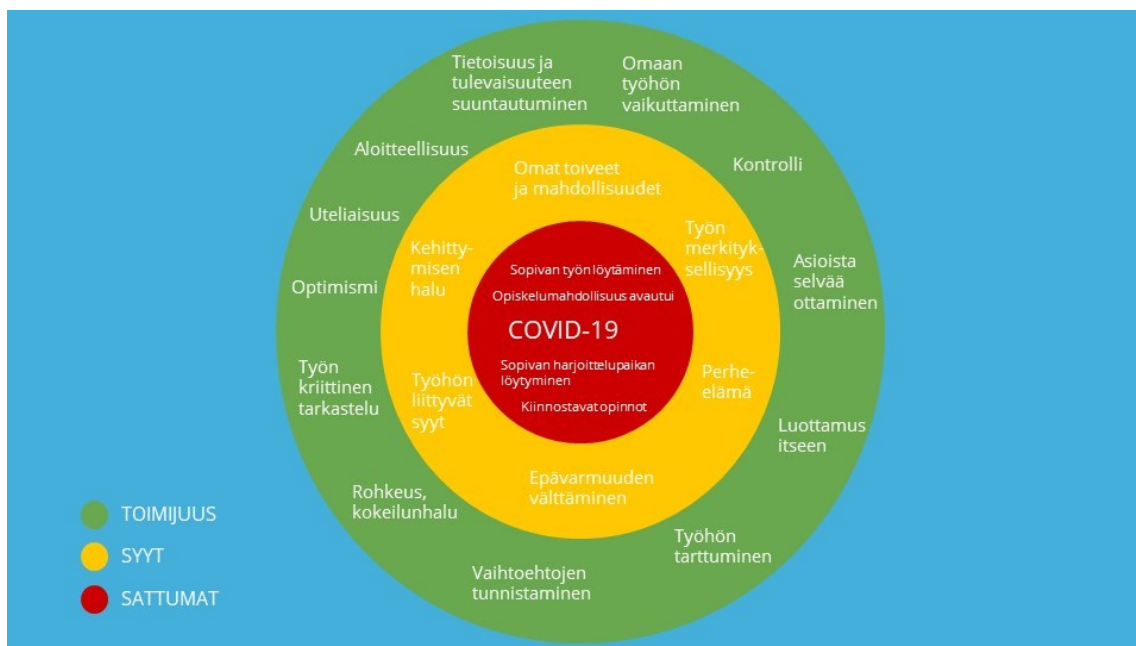 Tietoisuus ja
tulevaisuuteen
suuntautuminen
Omaan
työhön
vaikuttaminen
Aloitteellisuus
Kontrolli
Uteliaisuus
Asioista
selvää
ottaminen
Optimismi
Työn
kriittinen
tarkastelu
Luottamus
itseen
Rohkeus,
kokeilunhalu
Työhön
tarttuminen
Vaihtoehtojen
tunnistaminen
Omat toiveet
ja mahdollisuudet
Kehitty-
misen
halu
Työn
merkityk-
sellisyys
Työhön
liittyvät
syyt
Perhe-
elämä
Epävarmuuden
välttäminen
Sopivan työn löytäminen
Opiskelumahdollisuus avautui
COVID-19
Sopivan harjoittelupaikan
löytyminen
Kiinnostavat opinnot
TOIMIJUUS
SYYT
SATTUMAT